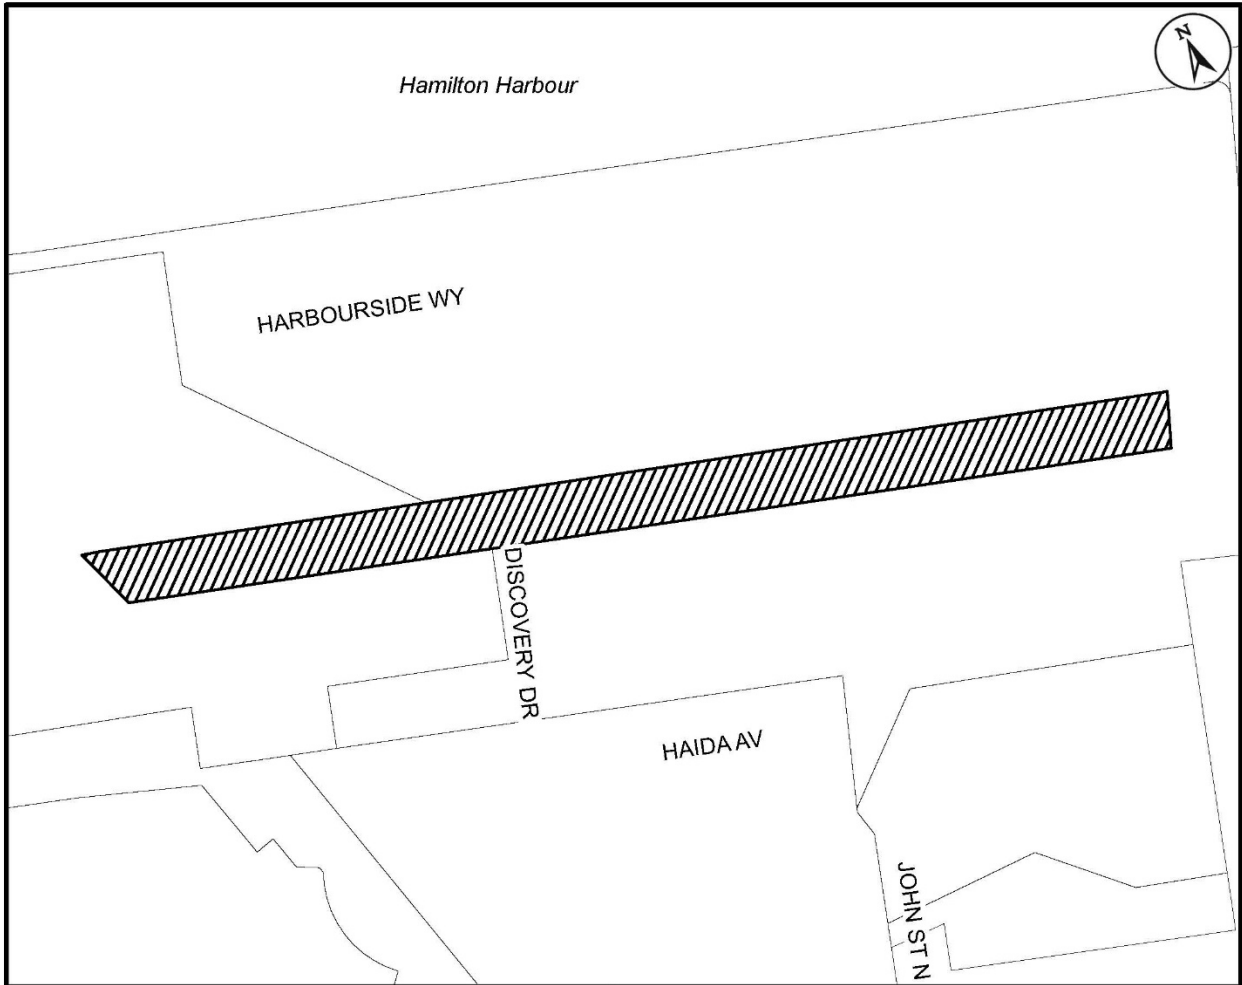 N
Hamilton Harbour
HARBOURSIDE WY
DISCOVERY DR
HAIDA AV
JOHN ST N